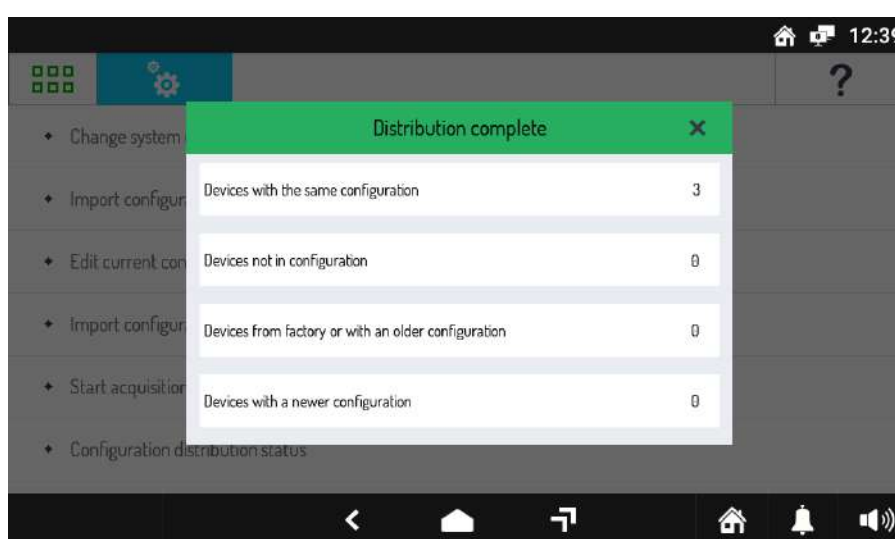 12:39
?
Change system
Distribution complete
Import configur
Devices with the same configuration 3
Edit current con
Devices not in configuration 0
Import configur
Devices from factory or with an older configuration 0
Start acquisition
Devices with a newer configuration 0
Configuration distribution status